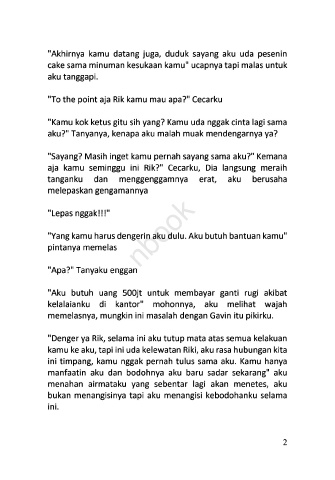 "Akhirnya kamu datang juga, duduk sayang aku uda pesenin
cake sama minuman kesukaan kamu" ucapnya tapi malas untuk
aku tanggapi.
"To the point aja Rik kamu mau apa?" Cecarku
"Kamu kok ketus gitu sih yang? Kamu uda nggak cinta lagi sama
aku?" Tanyanya, kenapa aku malah muak mendengarnya ya?
"Sayang? Masih inget kamu pernah sayang sama aku?" Kemana
aja kamu seminggu ini Rik?" Cecarku, Dia langsung meraih
tanganku dan menggenggamnya erat, aku berusaha
melepaskan gengamannya
"Lepas nggak!!!"
"Yang kamu harus dengerin aku dulu. Aku butuh bantuan kamu"
pintanya memelas
"Apa?" Tanyaku enggan
"Aku butuh uang 500jt untuk membayar ganti rugi akibat
kelalaianku di kantor" mohonnya, aku melihat wajah
memelasnya, mungkin ini masalah dengan Gavin itu pikirku.
"Denger ya Rik, selama ini aku tutup mata atas semua kelakuan
kamu ke aku, tapi ini uda kelewatan Riki, aku rasa hubungan kita
ini timpang, kamu nggak pernah tulus sama aku. Kamu hanya
manfaatin aku dan bodohnya aku baru sadar sekarang" aku
menahan airmataku yang sebentar lagi akan menetes, aku
bukan menangisinya tapi aku menangisi kebodohanku selama
ini.
nbook
2